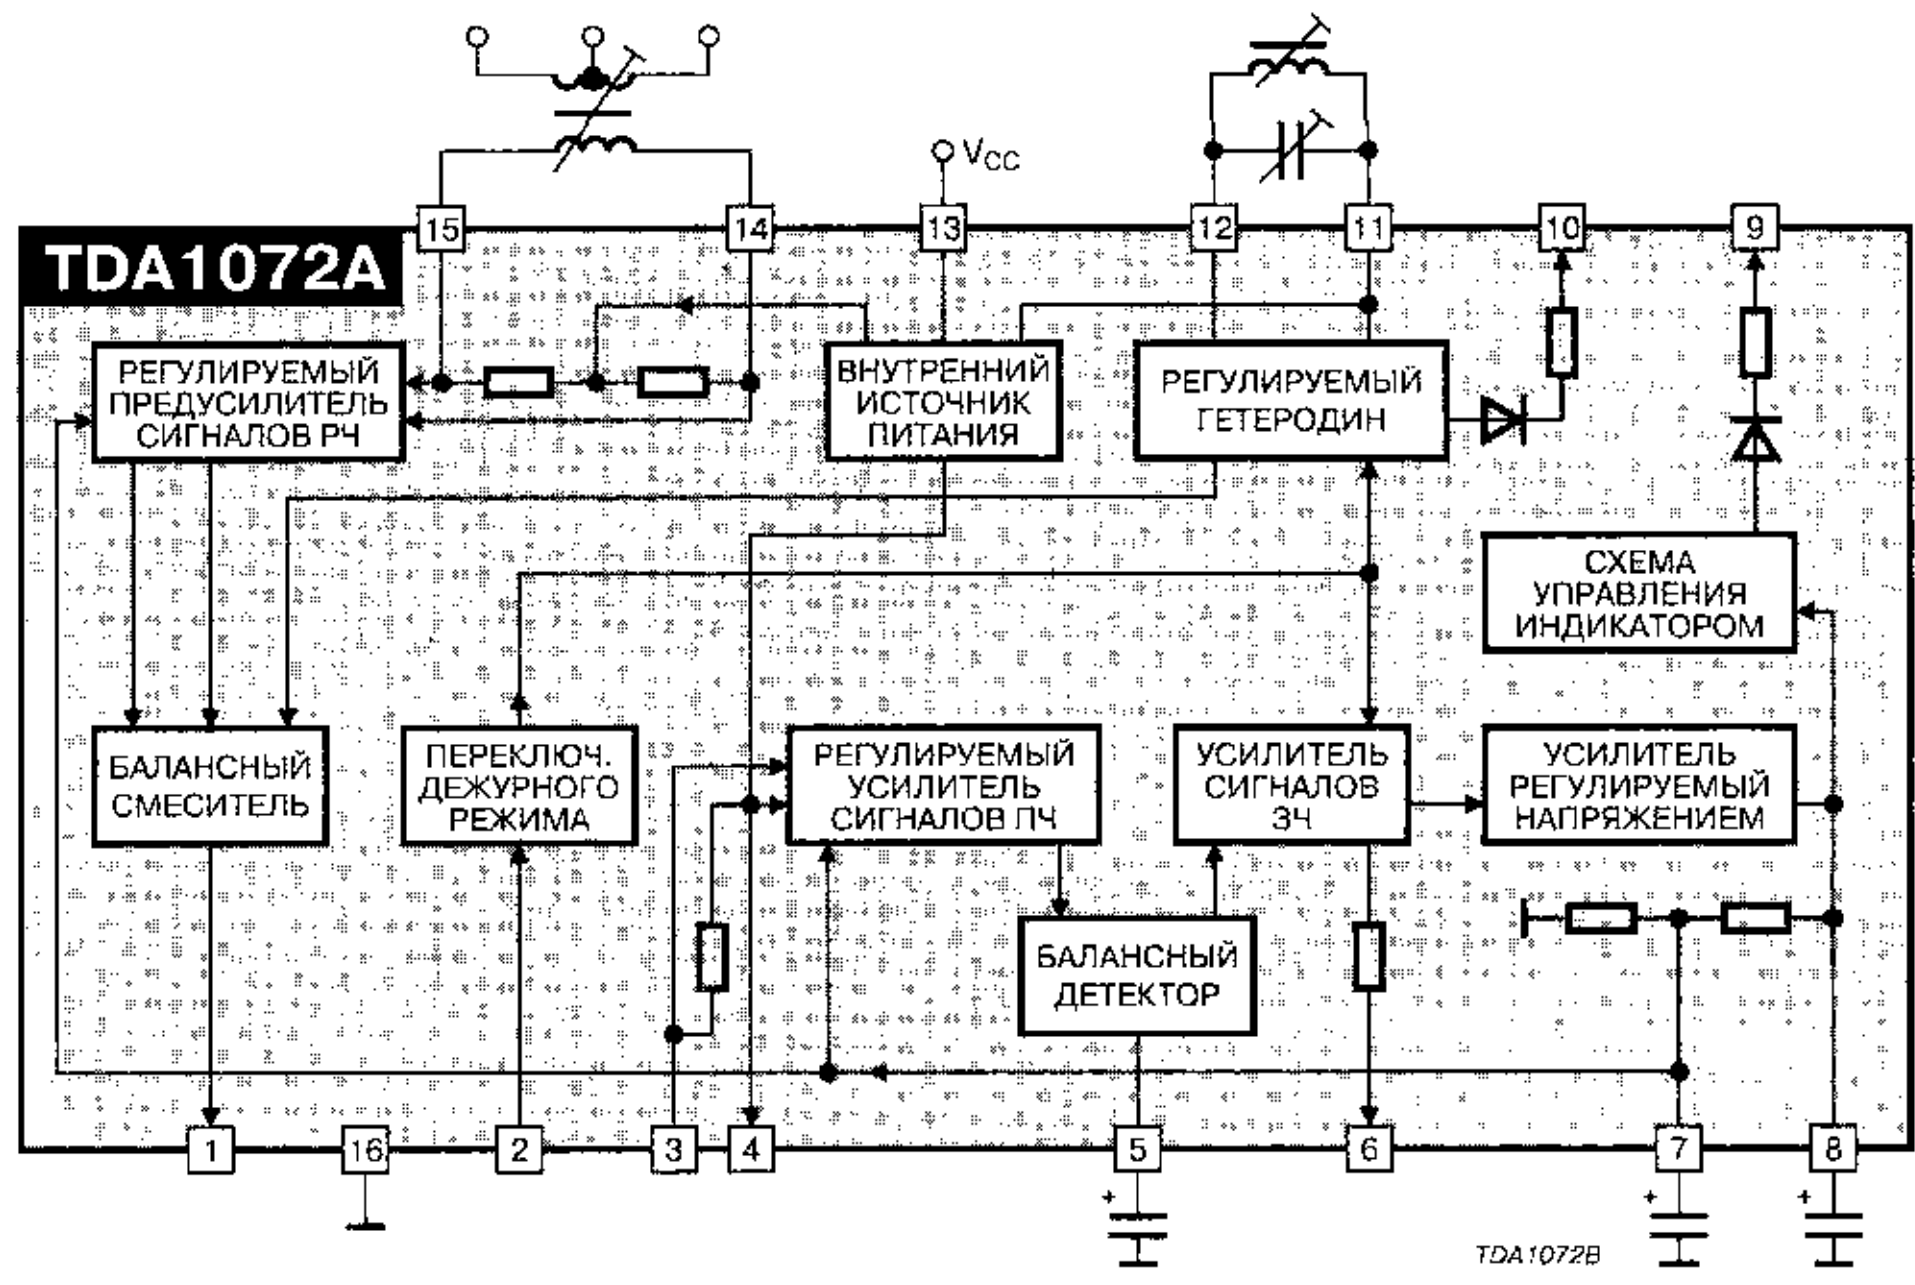 VCC
15
14
13
12
11
10
9
TDA1072A
РЕГУЛИРУЕМЫЙ
ПРЕДУСИЛИТЕЛЬ
СИГНАЛОВ РЧ
ВНУТРЕННИЙ
ИСТОЧНИК
ПИТАНИЯ
РЕГУЛИРУЕМЫЙ
ГЕТЕРОДИН
СХЕМА
УПРАВЛЕНИЯ
ИНДИКАТОРОМ
БАЛАНСНЫЙ
СМЕСИТЕЛЬ
ПЕРЕКЛЮЧ.
ДЕЖУРНОГО
РЕЖИМА
РЕГУЛИРУЕМЫЙ
УСИЛИТЕЛЬ
СИГНАЛОВ ПЧ
УСИЛИТЕЛЬ
СИГНАЛОВ
ЗЧ
УСИЛИТЕЛЬ
РЕГУЛИРУЕМЫЙ
НАПРЯЖЕНИЕМ
БАЛАНСНЫЙ
ДЕТЕКТОР
1
16
2
3
4
5
6
7
8
+
+
+
TDA1072B